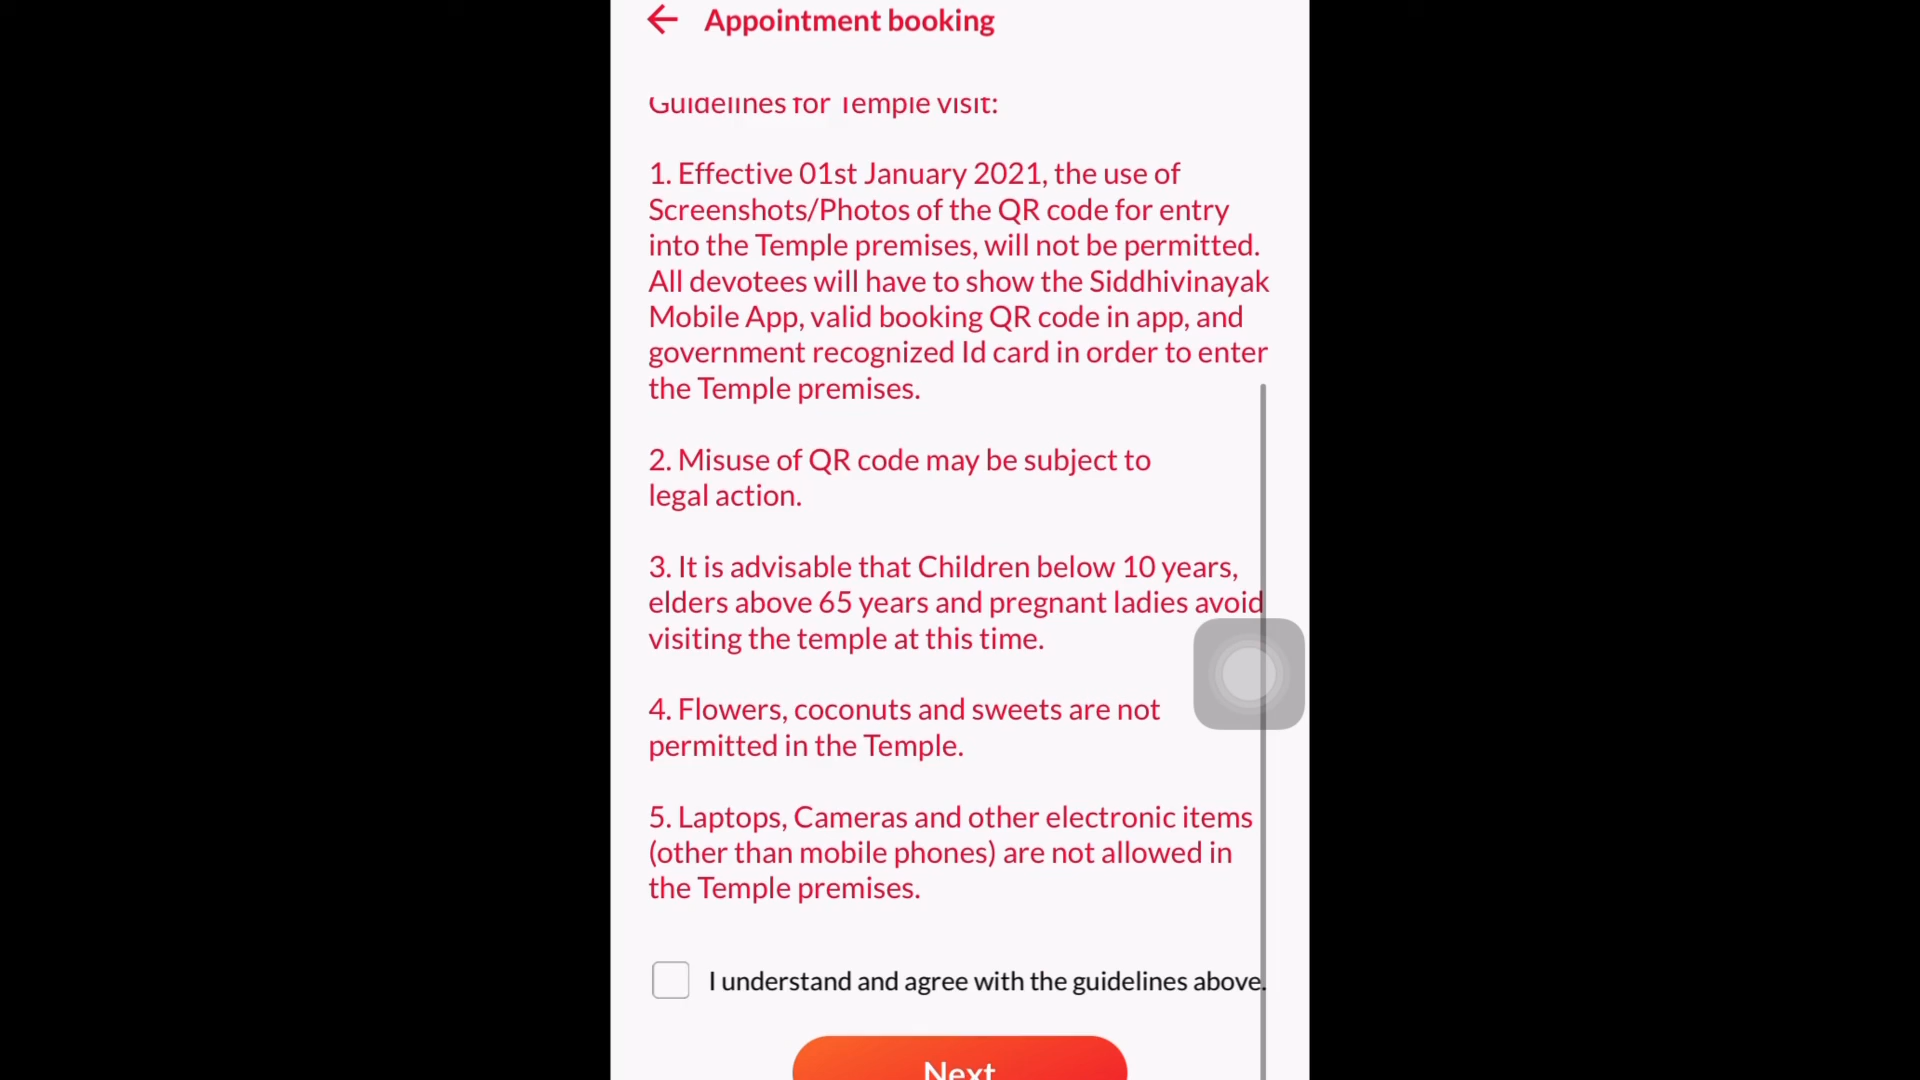 Appointment booking
Guidelines for Temple visit:
1. Effective 01st January 2021, the use of
Screenshots/Photos of the QR code for entry
into the Temple premises, will not be permitted.
All devotees will have to show the Siddhivinayak
Mobile App, valid booking QR code in app, and
government recognized Id card in order to enter
the Temple premises.
2. Misuse of QR code may be subject to
legal action.
3. It is advisable that Children below 10 years,
elders above 65 years and pregnant ladies avoid
visiting the temple at this time.
4. Flowers, coconuts and sweets are not
permitted in the Temple.
5. Laptops, Cameras and other electronic items
(other than mobile phones) are not allowed in
the Temple premises.
I understand and agree with the guidelines above.
Next